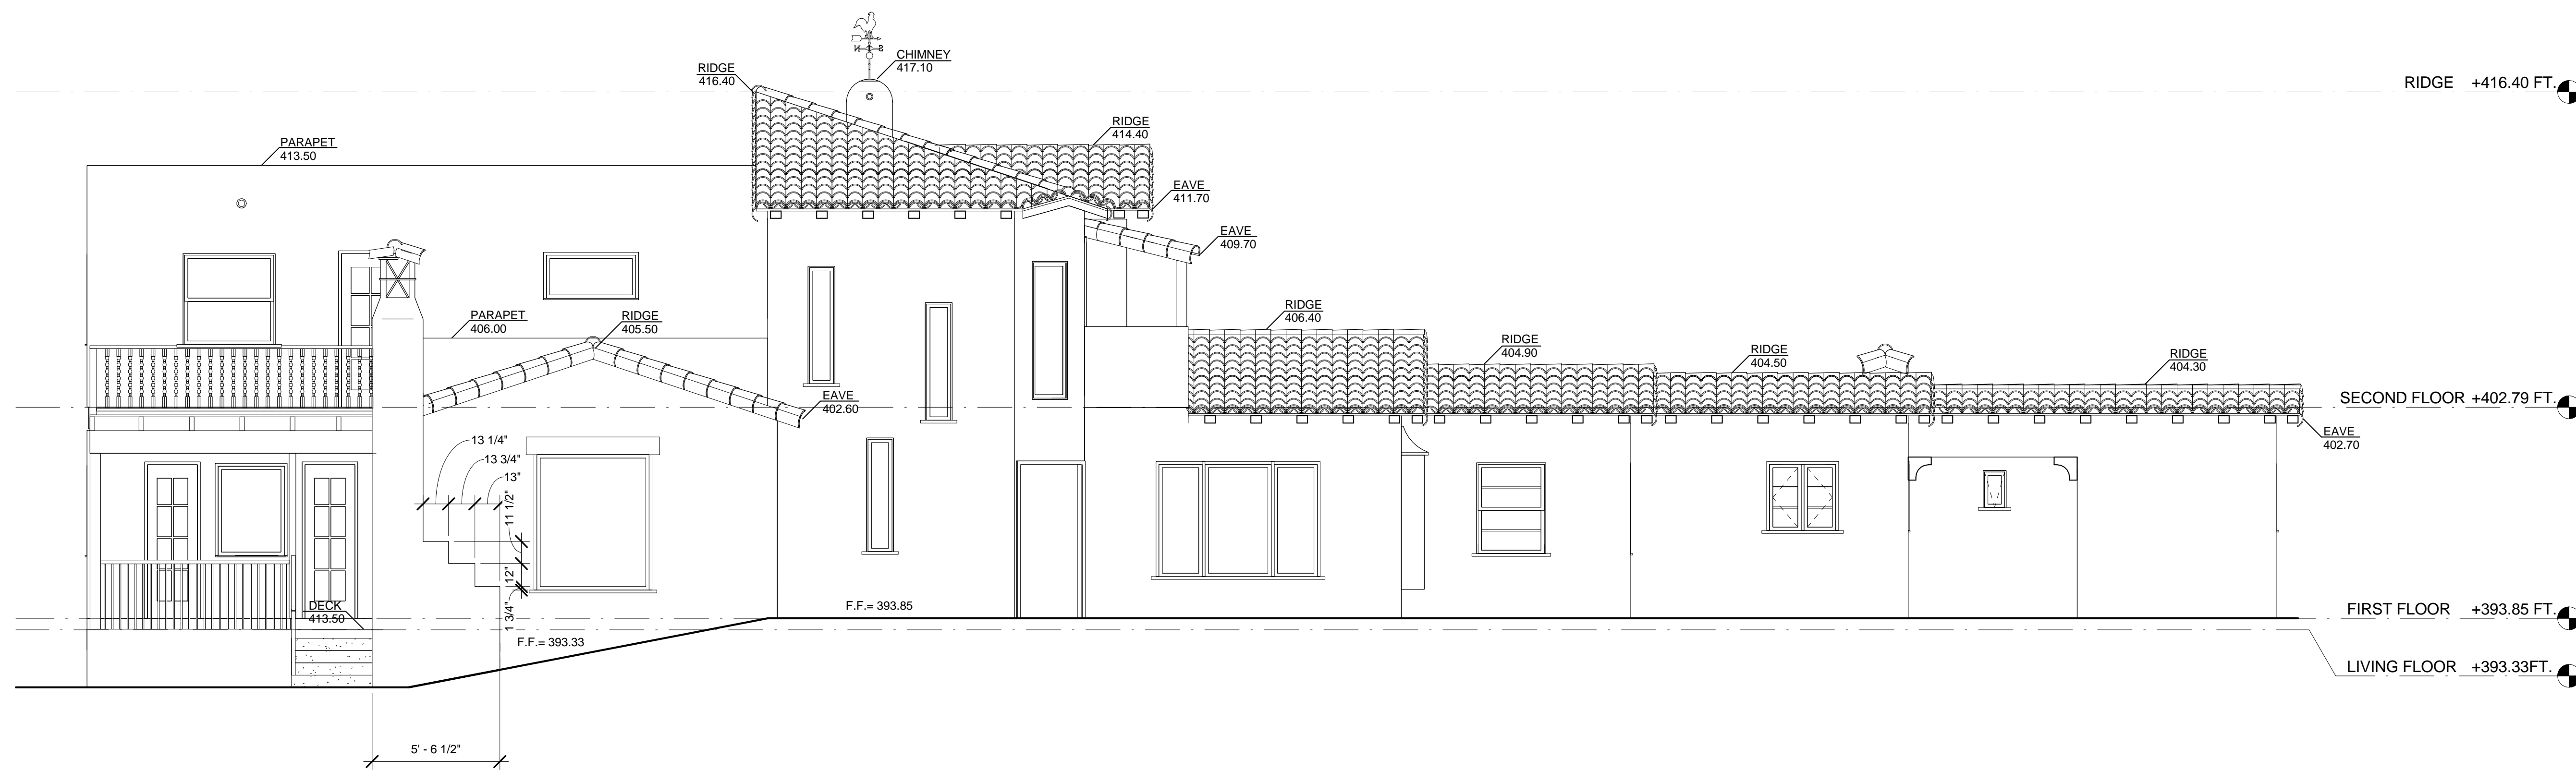 CHIMNEY
417.10
RIDGE
416.40
RIDGE +416.40 FT.
RIDGE
414.40
PARAPET
413.50
EAVE
411.70
EAVE
409.70
N S
PARAPET
406.00
RIDGE
405.50
RIDGE
406.40
RIDGE
404.90
RIDGE
404.50
RIDGE
404.30
EAVE
402.60
SECOND FLOOR +402.79 FT.
EAVE
402.70
13 1/4"
13 3/4"
13"
11 1/2"
12"
1 3/4"
DECK
413.50
F.F.= 393.85
F.F.= 393.33
FIRST FLOOR +393.85 FT.
LIVING FLOOR +393.33FT.
5' - 6 1/2"